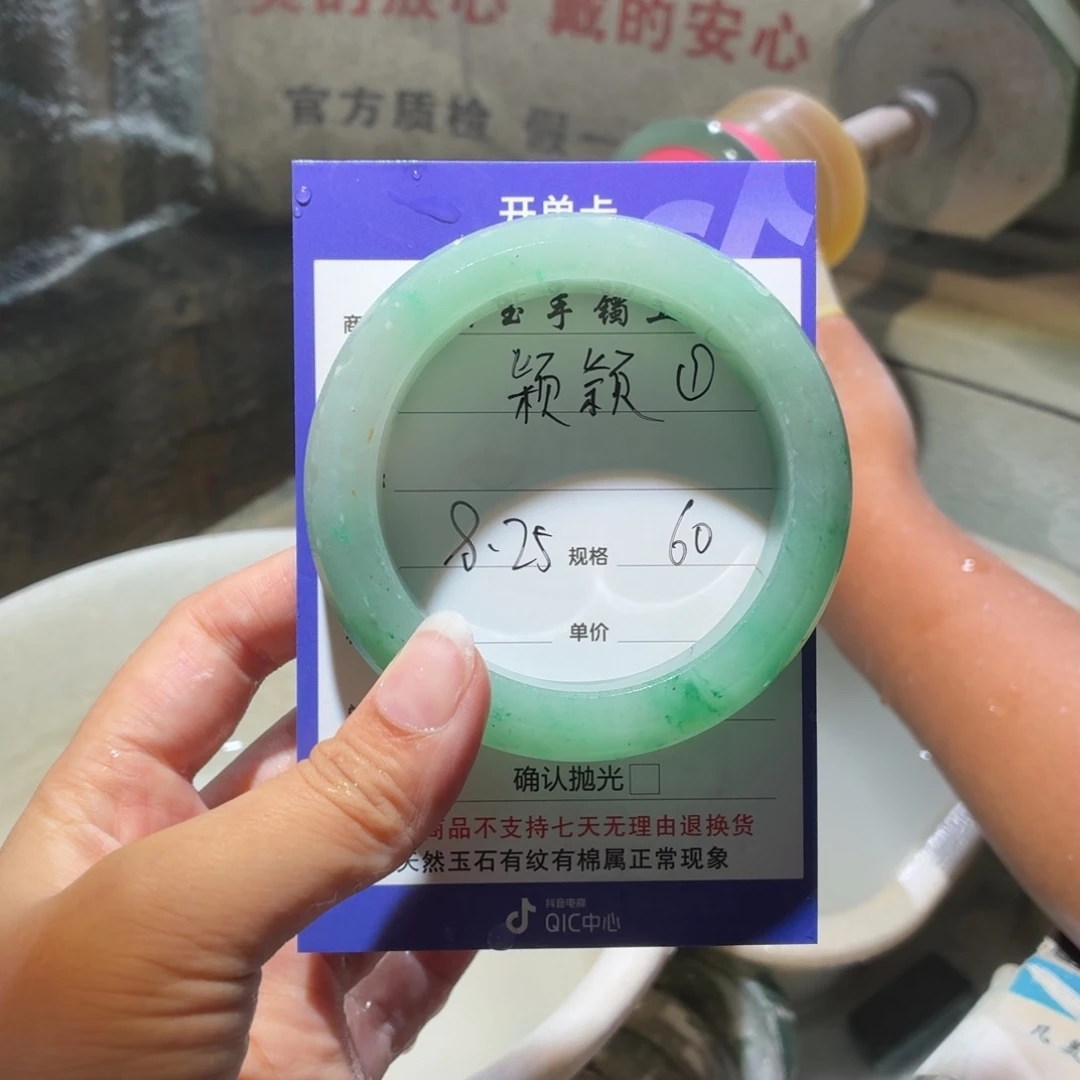 的放心 戴的安心
官方质检 假一
开单卡
商 玉手镯
颖颖 ①
8.25 规格 60
单价
确认抛光
商品不支持七天无理由退换货
天然玉石有纹有棉属正常现象
抖音电商
QIC中心